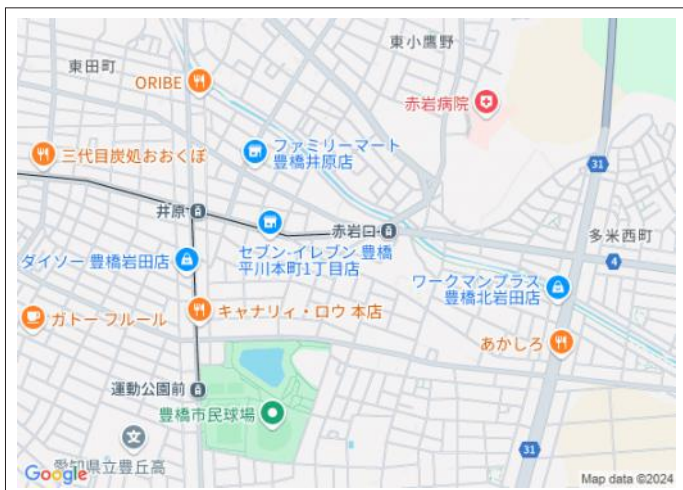 東小鷹野
東田町
ORIBE
赤岩病院
ファミリーマート
豊橋井原店
三代目炭処おおくぼ
31
井原
赤岩口
多米西町
セブン-イレブン 豊橋
平川本町1丁目店
ダイソー 豊橋岩田店
4
ワークマンプラス
豊橋北岩田店
ガトー フルール
キャナリィ・ロウ 本店
あかしろ
運動公園前
豊橋市民球場
31
愛知県立豊丘高
Google
Map data ©2024